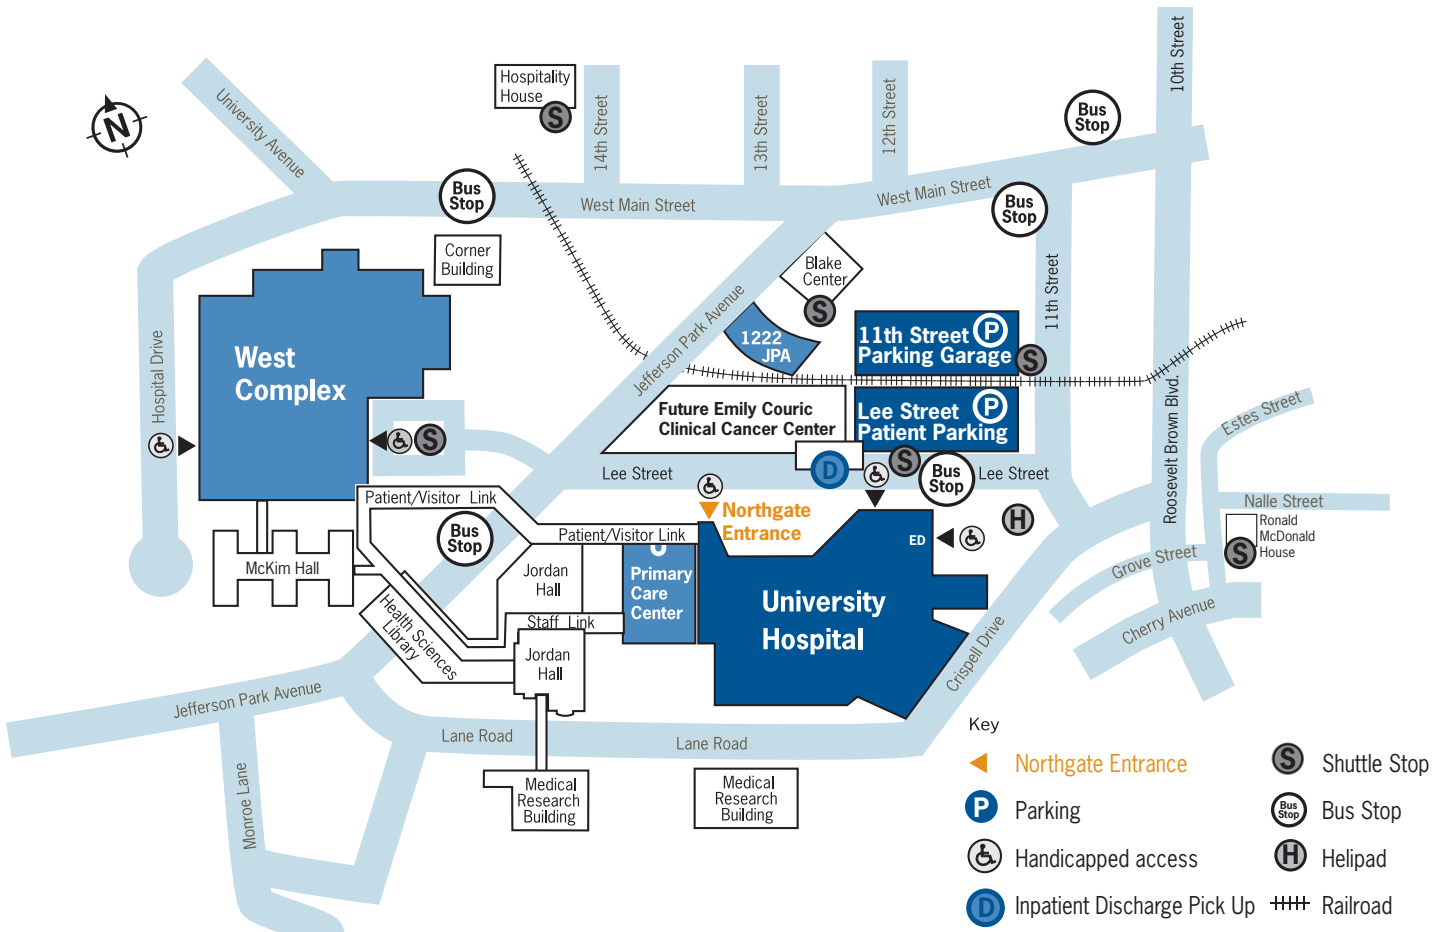 N
University Avenue
Hospitality
House
S
14th Street
13th Street
12th Street
10th Street
Bus
Stop
Bus
Stop
West Main Street
West Main Street
Bus
Stop
Corner
Building
Blake
Center
S
11th Street
Hospital Drive
West
Complex
Jefferson Park Avenue
1222
JPA
11th Street
Parking Garage
P
S
Future Emily Couric
Clinical Cancer Center
Lee Street
Patient Parking
P
Roosevelt Brown Blvd.
Estes Street
S
Lee Street
D
S
Bus
Stop
Lee Street
Nalle Street
Patient/Visitor Link
Northgate
Entrance
H
Ronald
McDonald
House
S
Bus
Stop
Patient/Visitor Link
ED
Grove Street
McKim Hall
Jordan
Hall
Primary
Care
Center
University
Hospital
Cherry Avenue
Health Sciences
Library
Staff Link
Jordan
Hall
Crispell Drive
Jefferson Park Avenue
Lane Road
Lane Road
Monroe Lane
Medical
Research
Building
Medical
Research
Building
Key
Northgate Entrance
S Shuttle Stop
P Parking
Bus
Stop
Bus Stop
Handicapped access
H Helipad
D Inpatient Discharge Pick Up
Railroad